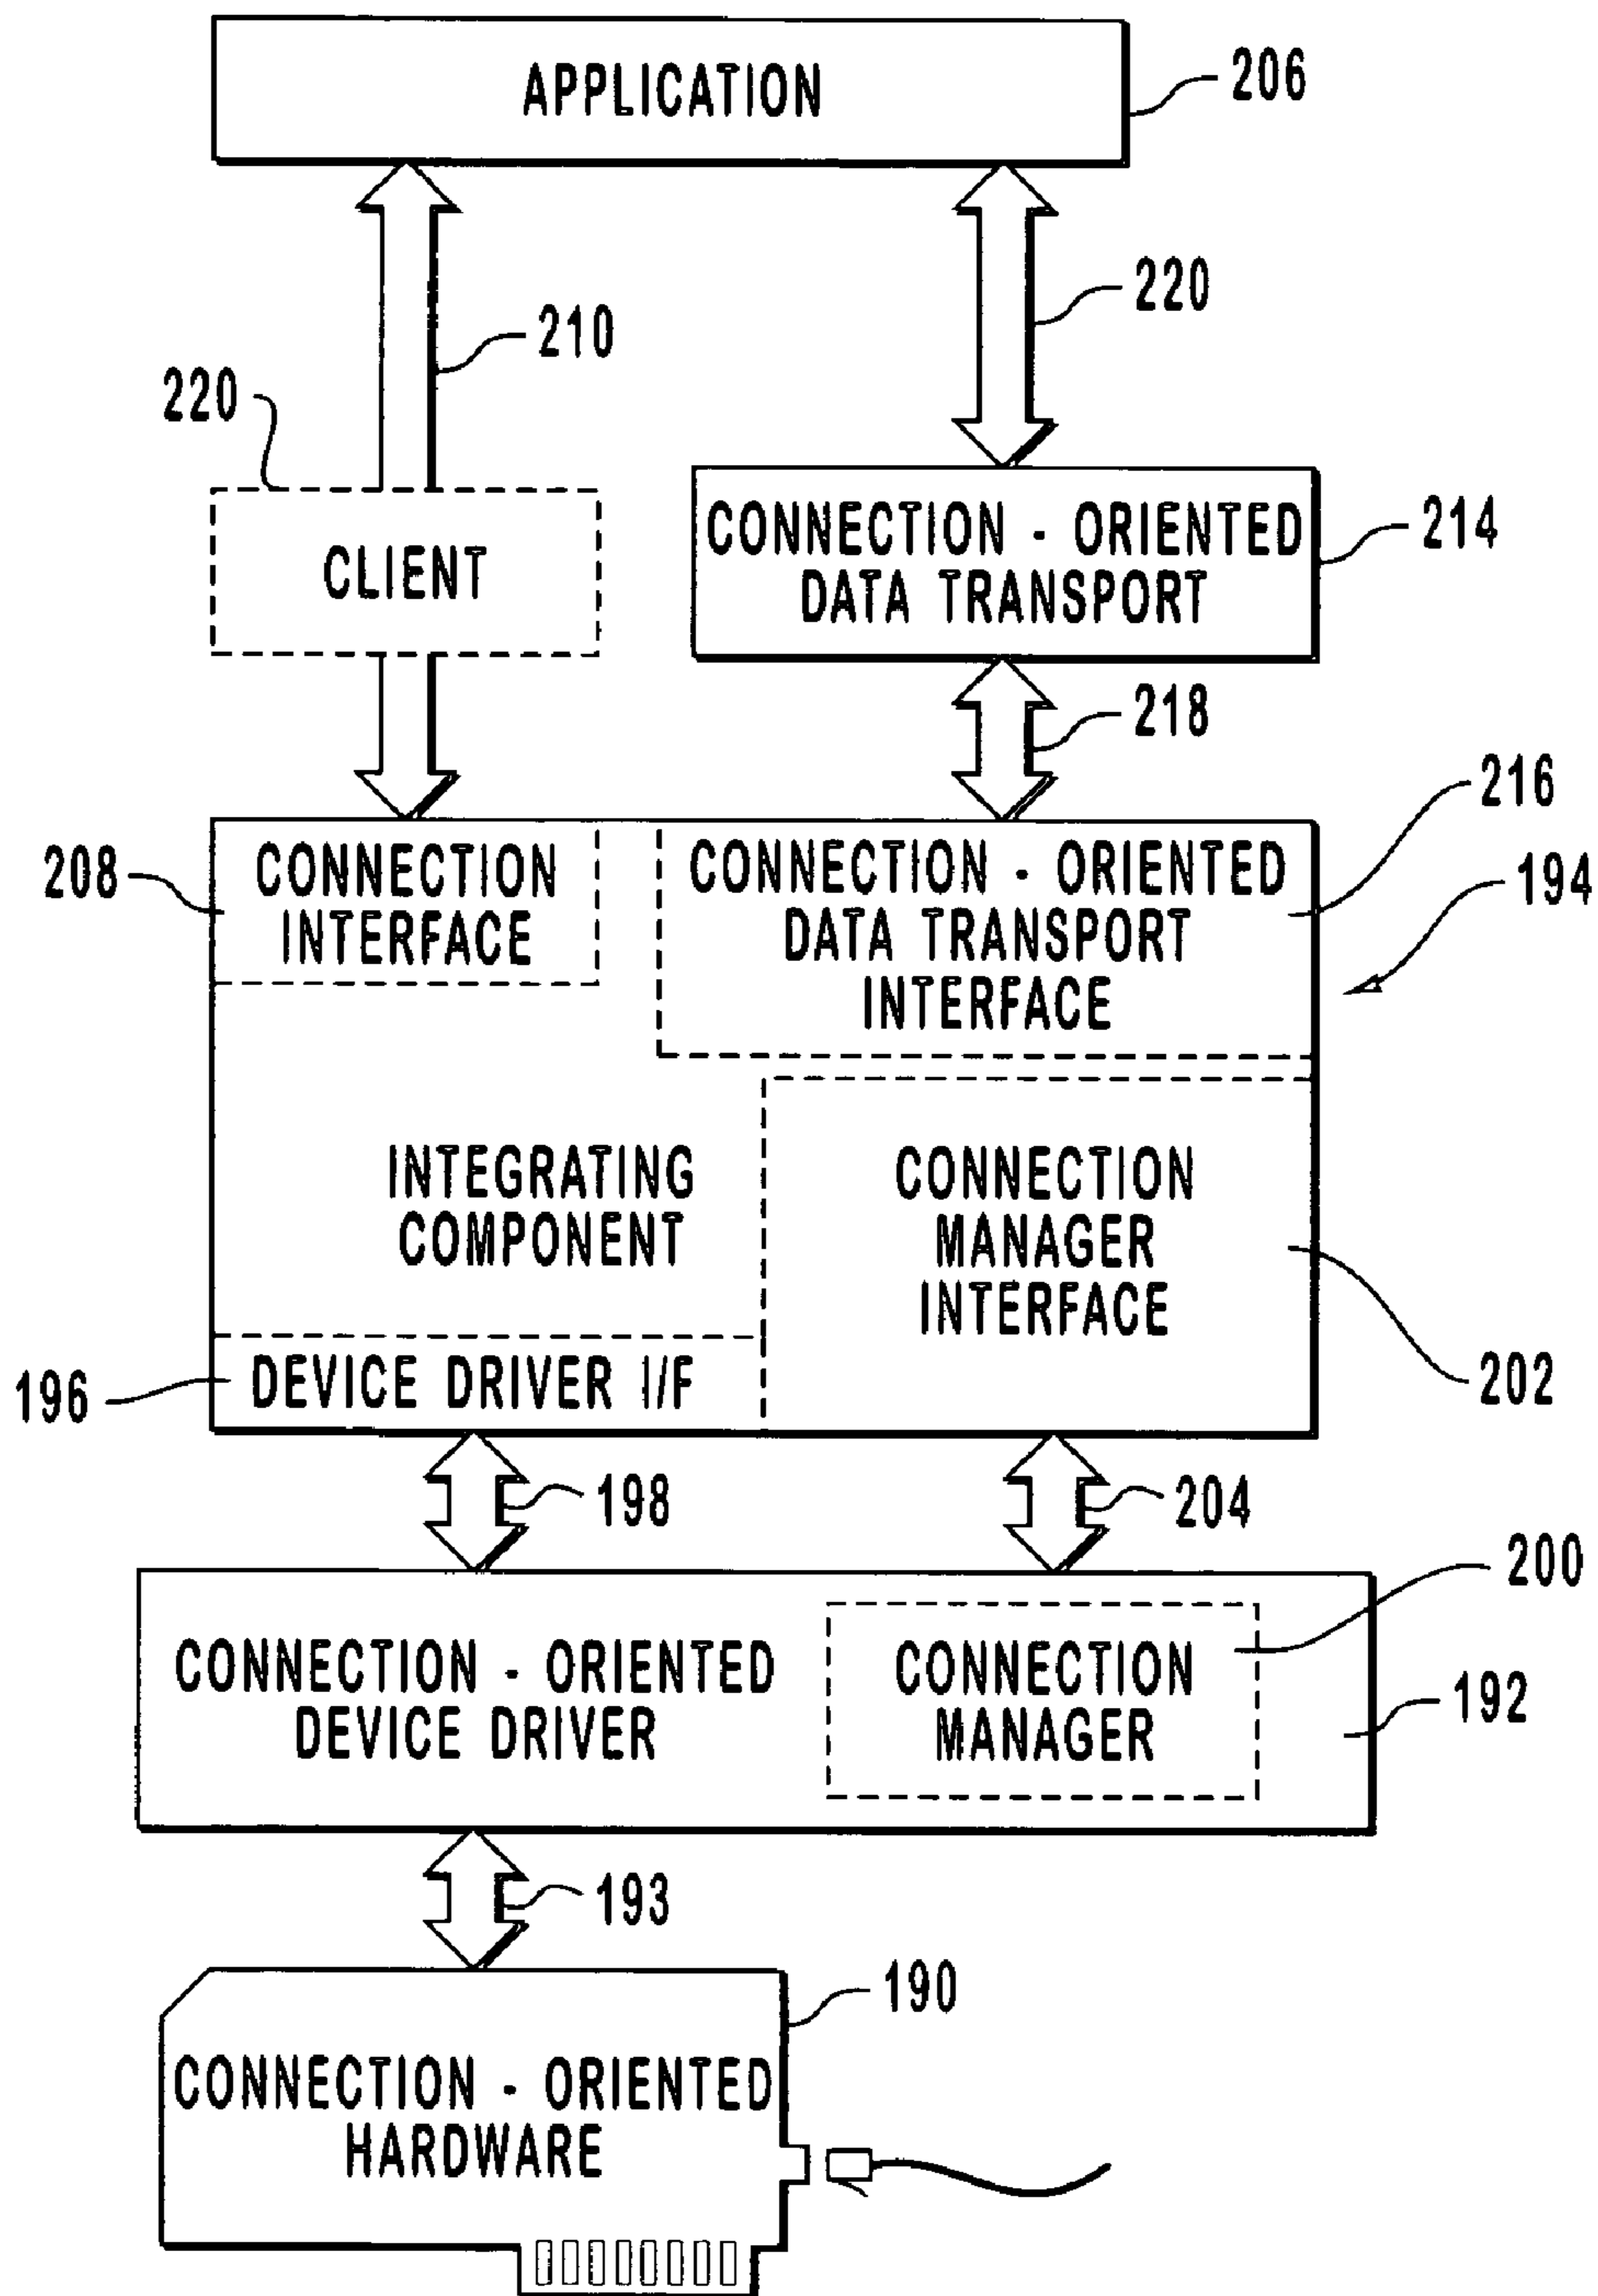 APPLICATION
206
210
220
220
CLIENT
CONNECTION - ORIENTED
DATA TRANSPORT
214
218
216
208
CONNECTION
INTERFACE
CONNECTION - ORIENTED
DATA TRANSPORT
INTERFACE
194
INTEGRATING
COMPONENT
CONNECTION
MANAGER
INTERFACE
202
196
DEVICE DRIVER I/F
198
204
200
CONNECTION - ORIENTED
DEVICE DRIVER
CONNECTION
MANAGER
192
193
190
CONNECTION - ORIENTED
HARDWARE